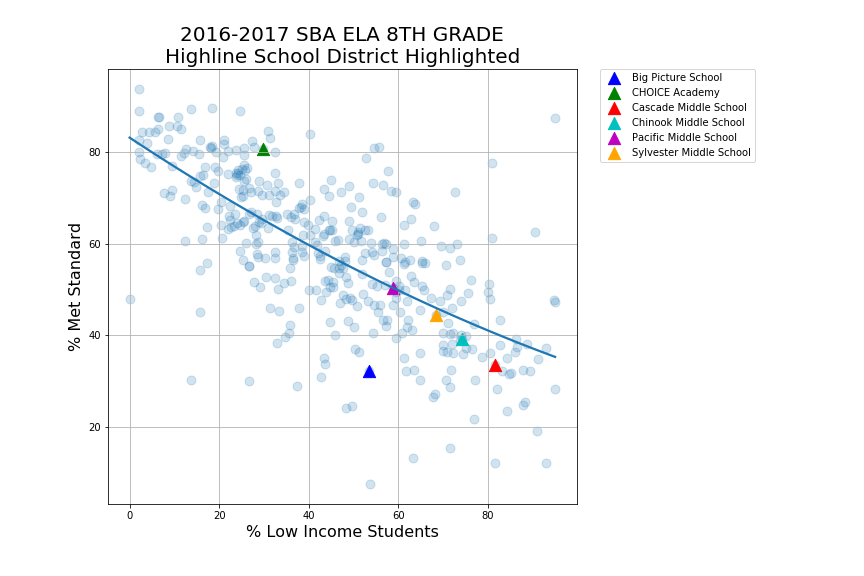 2016-2017 SBA ELA 8TH GRADE
Highline School District Highlighted
Big Picture School
CHOICE Academy
Cascade Middle School
Chinook Middle School
Pacific Middle School
Sylvester Middle School
% Met Standard
80
60
40
20
0 20 40 60 80
% Low Income Students